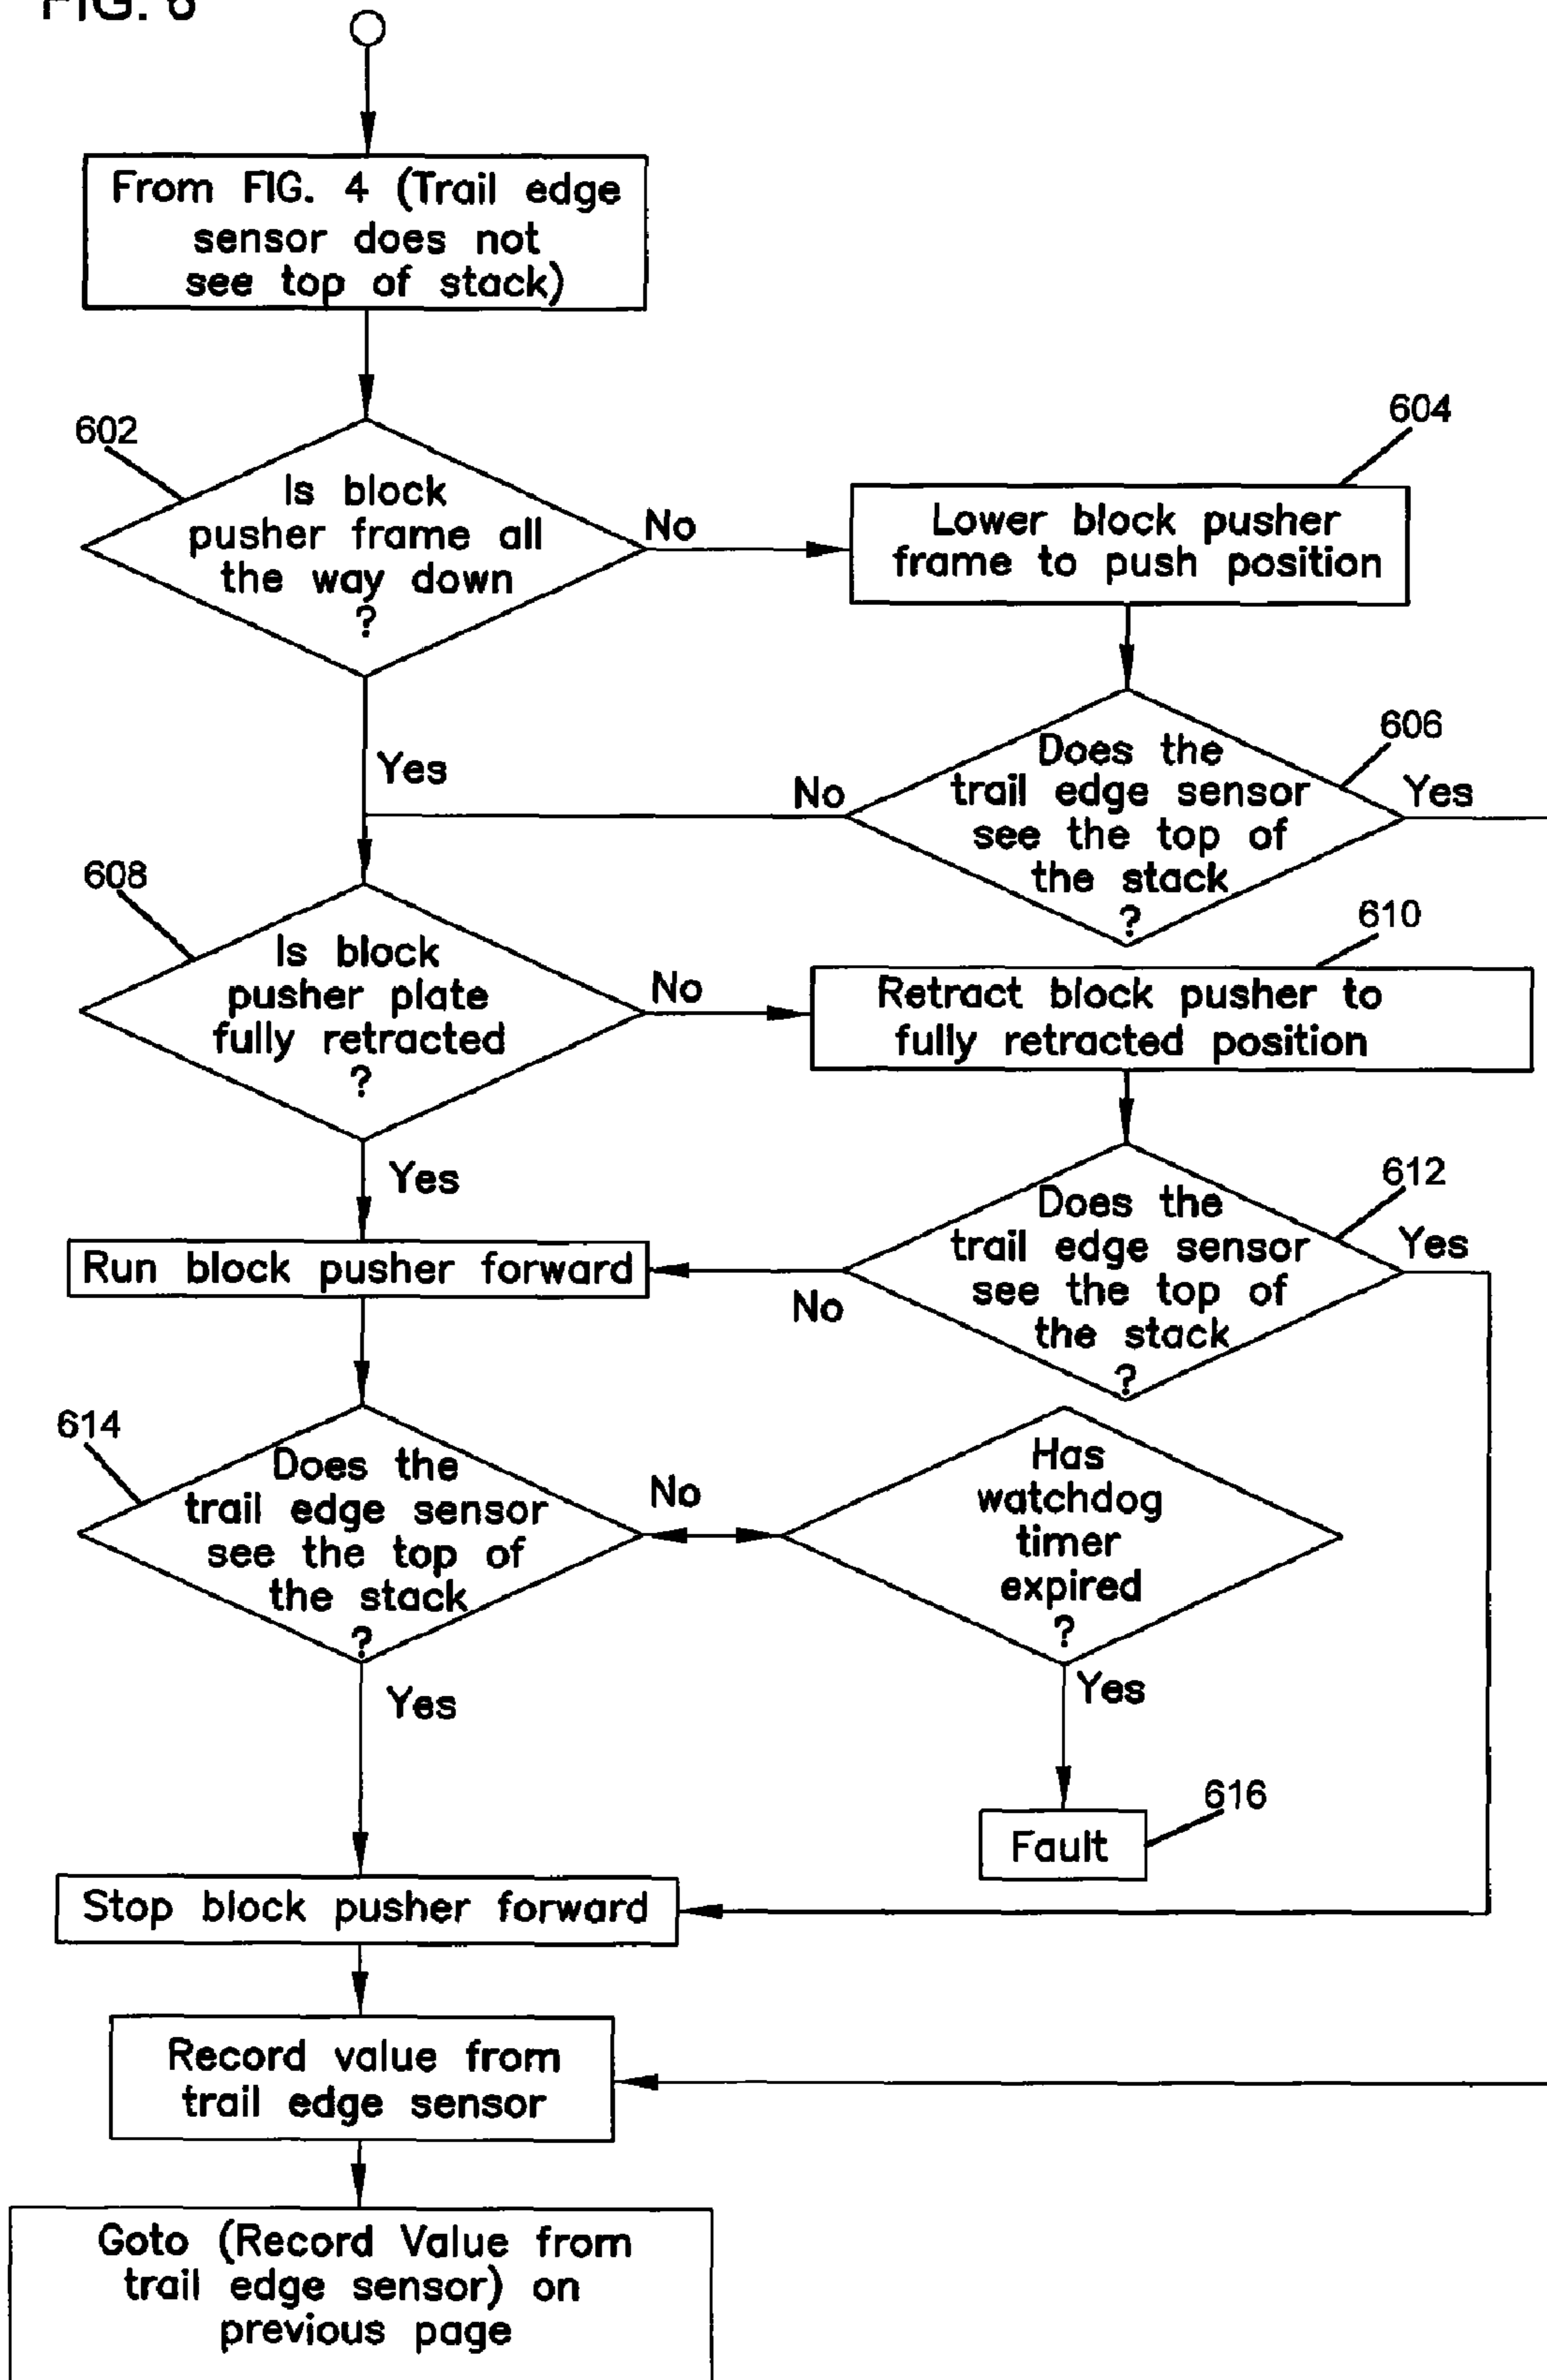 FIG. 6
From FIG. 4 (Trail edge
sensor does not
see top of stack)
602
Is block
pusher frame all
the way down
?
No
604
Lower block pusher
frame to push position
Yes
606
Does the
trail edge sensor
see the top of
the stack
?
No
Yes
608
Is block
pusher plate
fully retracted
?
No
610
Retract block pusher to
fully retracted position
Yes
612
Does the
trail edge sensor
see the top of
the stack
?
Yes
No
Run block pusher forward
614
Does the
trail edge sensor
see the top of
the stack
?
No
Has
watchdog
timer
expired
?
Yes
Yes
616
Fault
Stop block pusher forward
Record value from
trail edge sensor
Goto (Record Value from
trail edge sensor) on
previous page